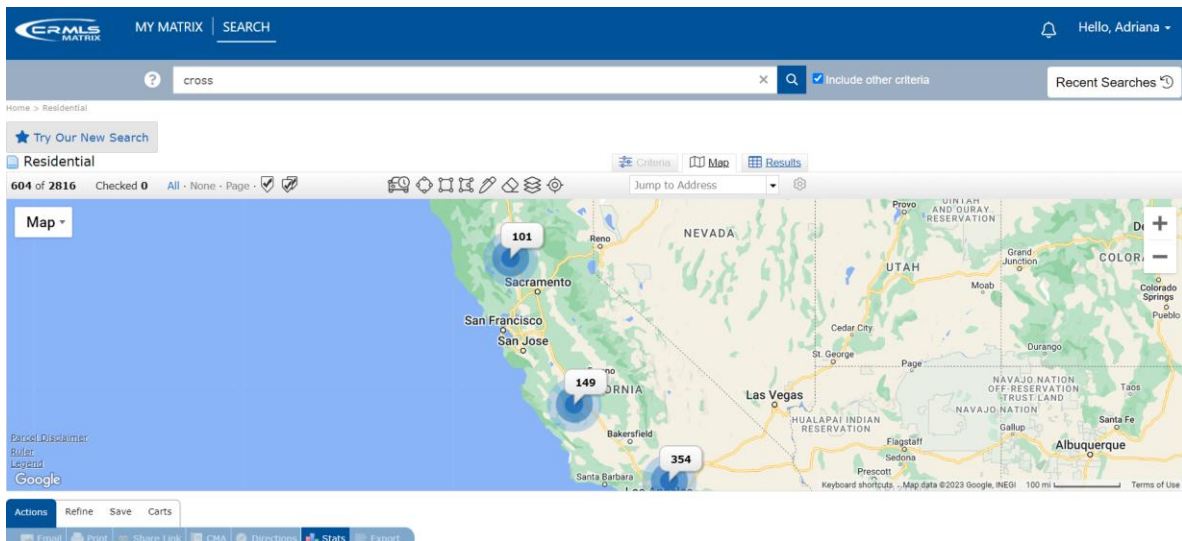 CRMLS MATRIX
MY MATRIX | SEARCH
Hello, Adriana
cross
Include other criteria
Recent Searches
Home > Residential
Try Our New Search
Residential
Criteria
Map
Results
604 of 2816 Checked 0 All · None · Page ·
Jump to Address
Map
101
149
354
Reno
NEVADA
Provo
UINTAH
AND OURAY
RESERVATION
Grand
Junction
COLOR
UTAH
Moab
Colorado
Springs
Pueblo
Sacramento
San Francisco
San Jose
Cedar City
St. George
Page
Durango
Las Vegas
NAVAJO NATION
OFF-RESERVATION
TRUST LAND
Taos
NAVAJO NATION
HUALAPAI INDIAN
RESERVATION
Gallup
Santa Fe
Bakersfield
Flagstaff
Albuquerque
Sedona
Prescott
Santa Barbara
Parcel Disclaimer
Ruler
Legend
Google
Keyboard shortcuts
Map data ©2023 Google, INEGI
100 mi
Terms of Use
Actions Refine Save Carts
Email Print Share Link CMA Directions Stats Export